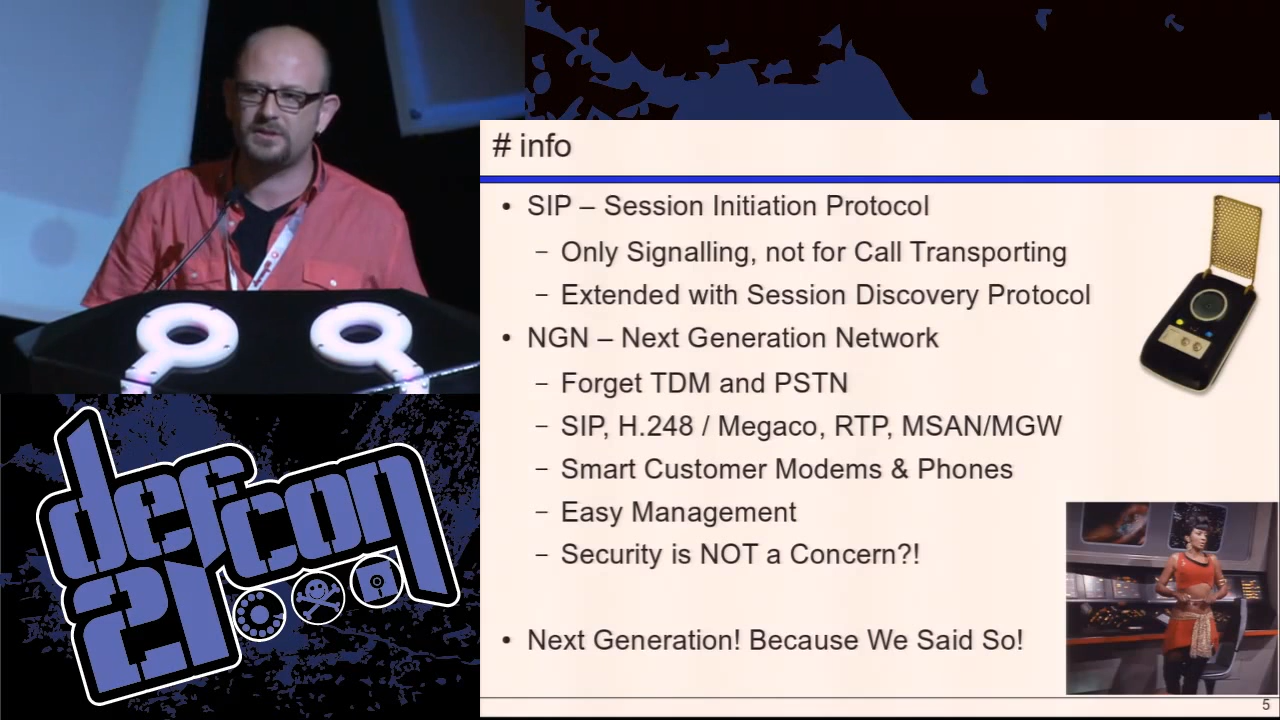 # info
• SIP – Session Initiation Protocol
– Only Signalling, not for Call Transporting
– Extended with Session Discovery Protocol
• NGN – Next Generation Network
– Forget TDM and PSTN
– SIP, H.248 / Megaco, RTP, MSAN/MGW
– Smart Customer Modems & Phones
– Easy Management
– Security is NOT a Concern?!
• Next Generation! Because We Said So!
5
defcon
21